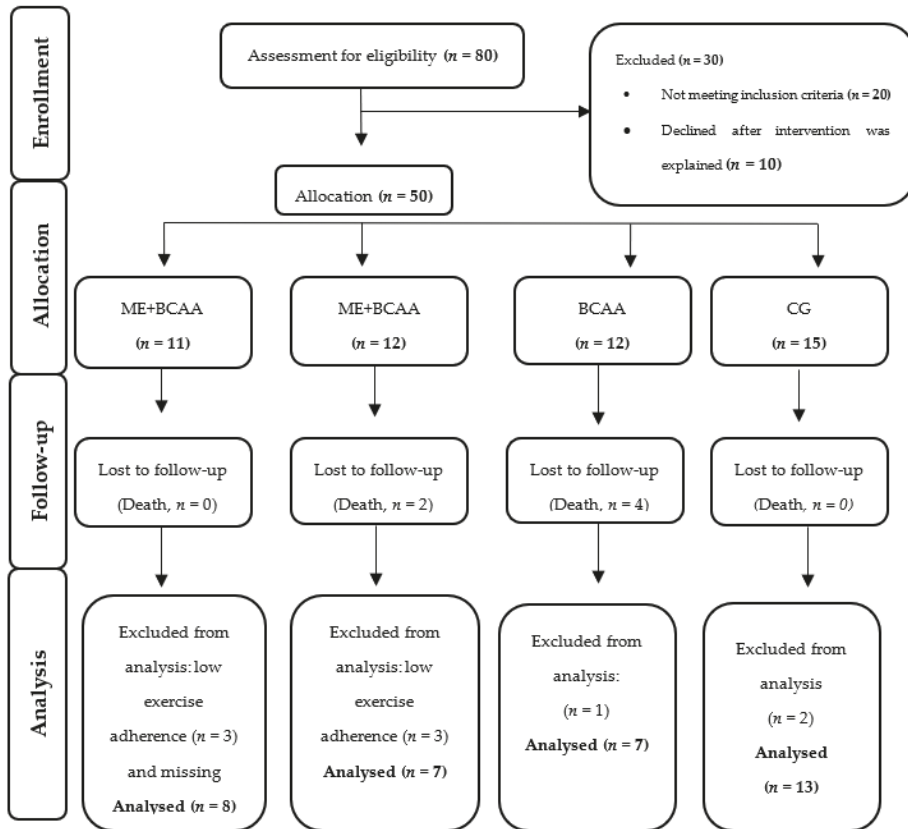 Enrollment
Assessment for eligibility (n = 80)
Excluded (n = 30)
• Not meeting inclusion criteria (n = 20)
• Declined after intervention was
explained (n = 10)
Allocation (n = 50)
Allocation
ME+BCAA
(n = 11)
ME+BCAA
(n = 12)
BCAA
(n = 12)
CG
(n = 15)
Follow-up
Lost to follow-up
(Death, n = 0)
Lost to follow-up
(Death, n = 2)
Lost to follow-up
(Death, n = 4)
Lost to follow-up
(Death, n = 0)
Analysis
Excluded from
analysis: low
exercise
adherence (n = 3)
and missing
Analysed (n = 8)
Excluded from
analysis: low
exercise
adherence (n = 3)
Analysed (n = 7)
Excluded from
analysis:
(n = 1)
Analysed (n = 7)
Excluded from
analysis
(n = 2)
Analysed
(n = 13)